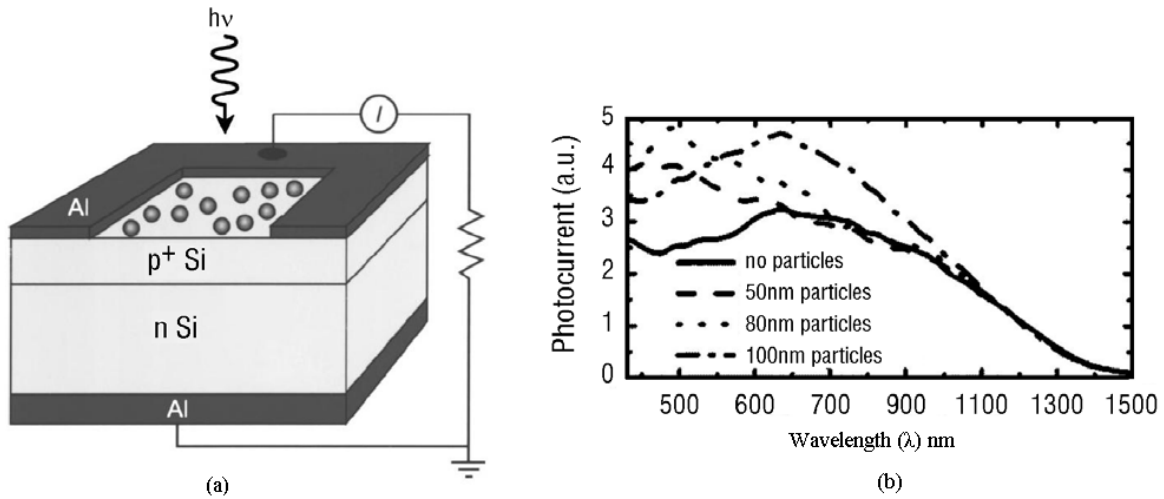 hν
I
Al
p+ Si
n Si
Al
(a)
Photocurrent (a.u.)
5
4
3
2
1
0
no particles
50nm particles
80nm particles
100nm particles
500 600 700 900 1100 1300 1500
Wavelength (λ) nm
(b)